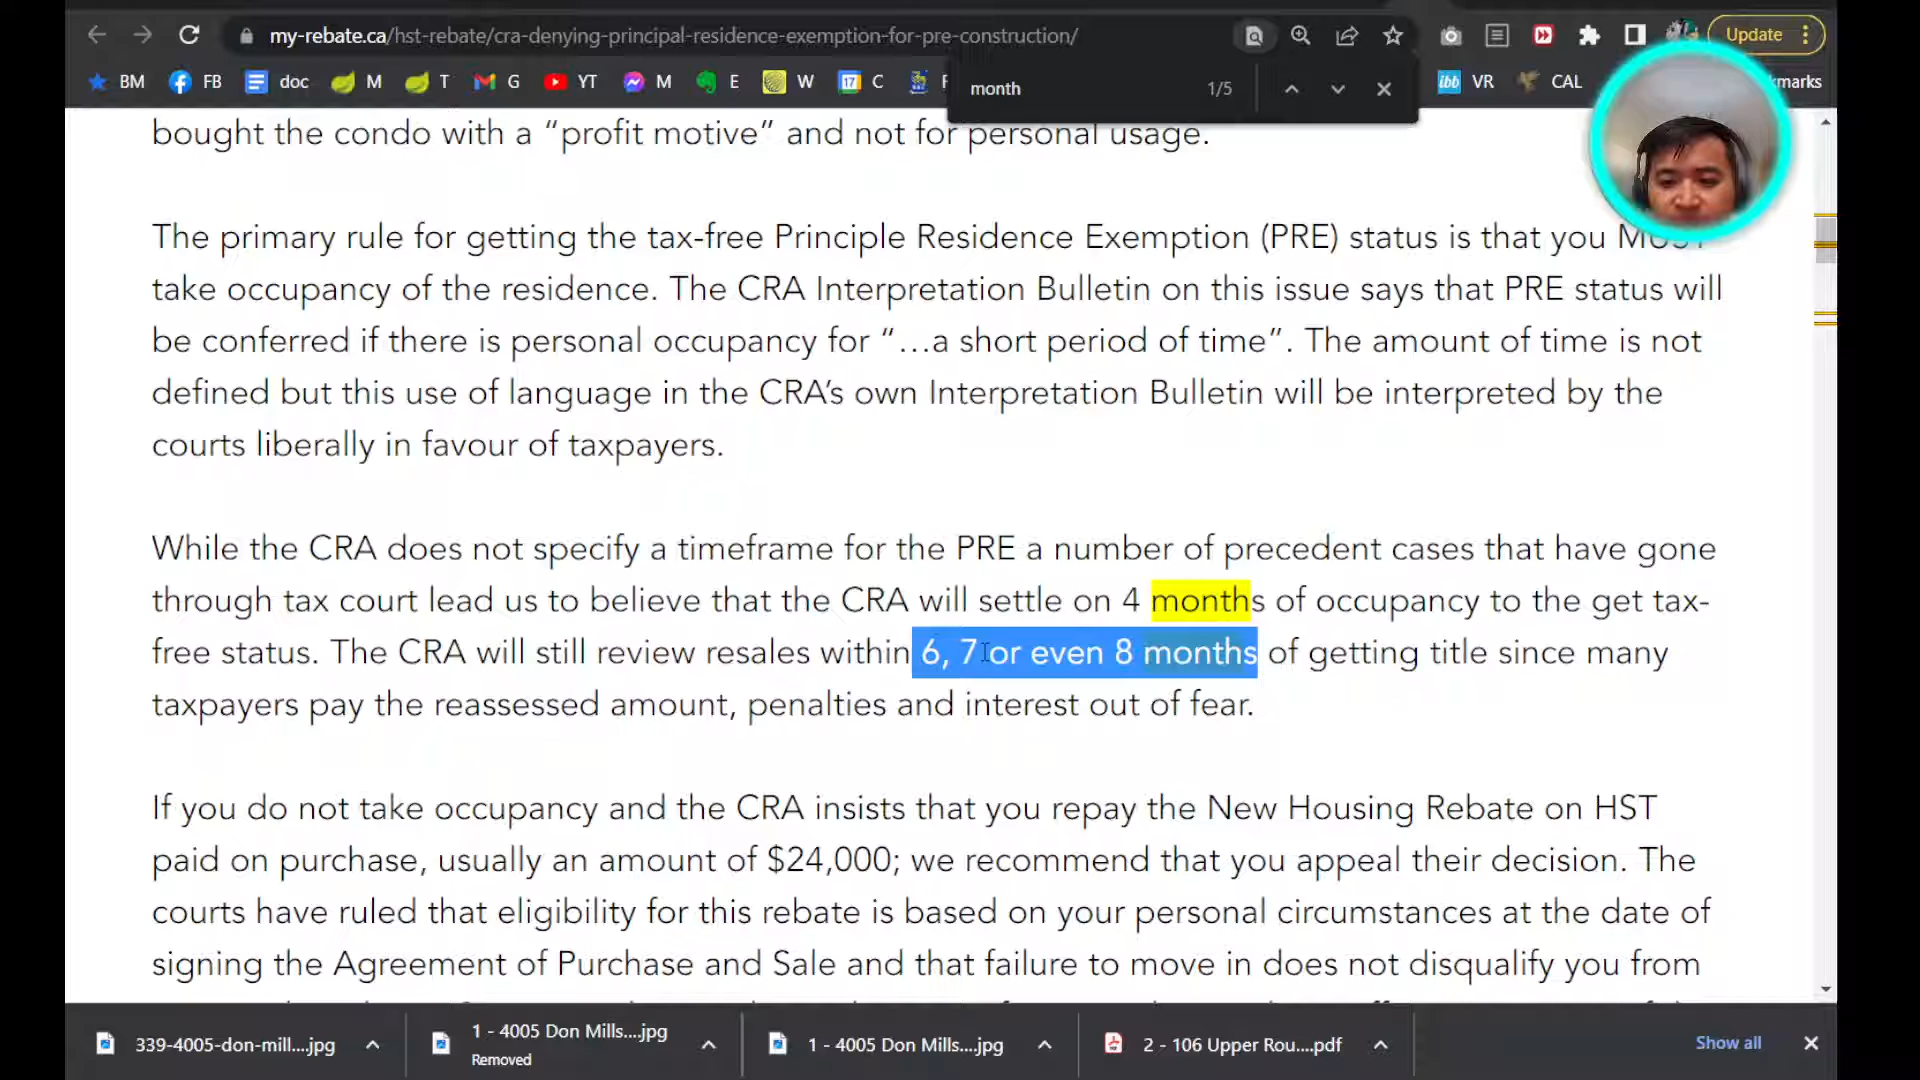 my-rebate.ca/hst-rebate/cra-denying-principal-residence-exemption-for-pre-construction/
Update
BM FB doc M T G YT M E W C
month 1/5
VR CAL kmarks
bought the condo with a “profit motive” and not for personal usage.
The primary rule for getting the tax-free Principle Residence Exemption (PRE) status is that you MUST
take occupancy of the residence. The CRA Interpretation Bulletin on this issue says that PRE status will
be conferred if there is personal occupancy for “…a short period of time”. The amount of time is not
defined but this use of language in the CRA’s own Interpretation Bulletin will be interpreted by the
courts liberally in favour of taxpayers.
While the CRA does not specify a timeframe for the PRE a number of precedent cases that have gone
through tax court lead us to believe that the CRA will settle on 4 months of occupancy to the get tax-
free status. The CRA will still review resales within 6, 7 or even 8 months of getting title since many
taxpayers pay the reassessed amount, penalties and interest out of fear.
If you do not take occupancy and the CRA insists that you repay the New Housing Rebate on HST
paid on purchase, usually an amount of $24,000; we recommend that you appeal their decision. The
courts have ruled that eligibility for this rebate is based on your personal circumstances at the date of
signing the Agreement of Purchase and Sale and that failure to move in does not disqualify you from
339-4005-don-mill....jpg
1 - 4005 Don Mills....jpg
Removed
1 - 4005 Don Mills....jpg
2 - 106 Upper Rou....pdf
Show all